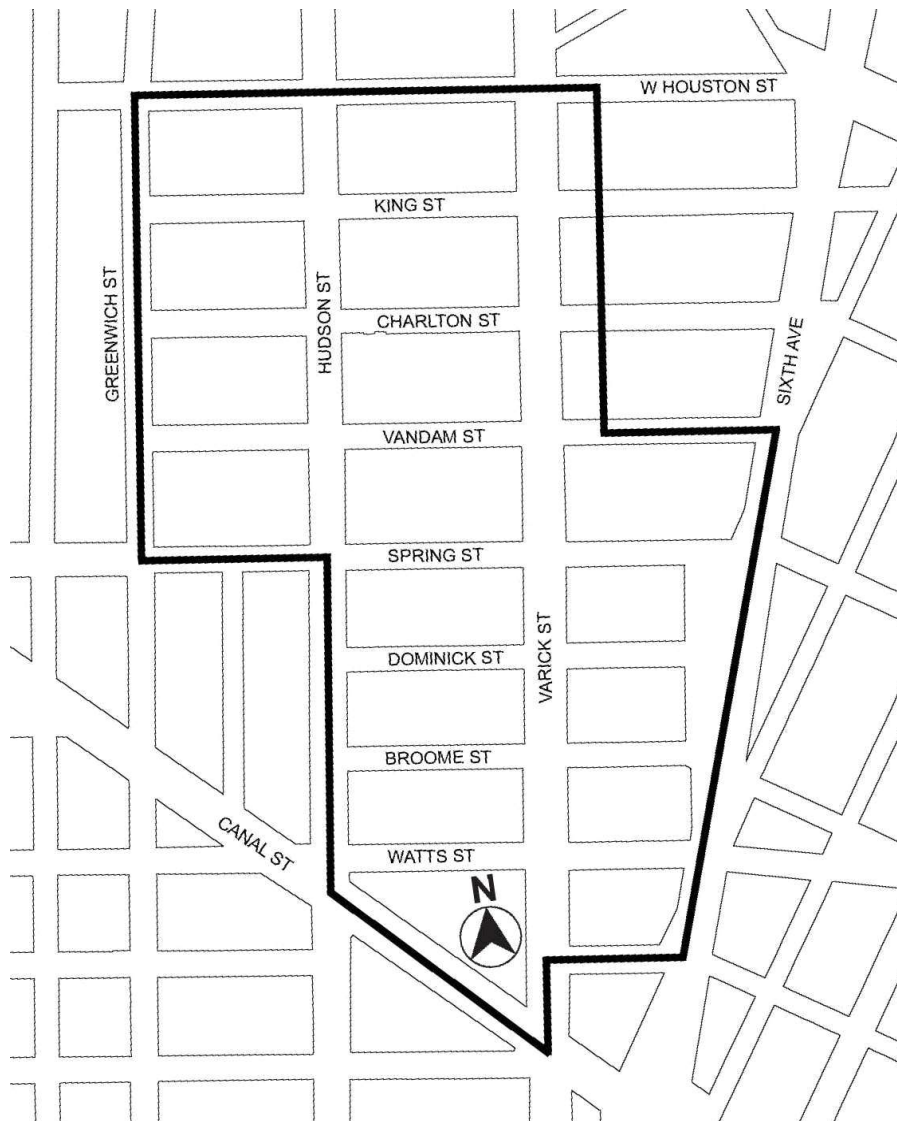 W HOUSTON ST
KING ST
GREENWICH ST
HUDSON ST
CHARLTON ST
SIXTH AVE
VANDAM ST
SPRING ST
VARICK ST
DOMINICK ST
BROOME ST
CANAL ST
WATTS ST
N